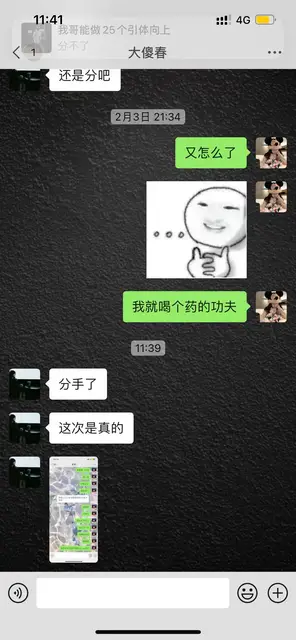 11:41
4G
我哥能做25个引体向上
分不了
1
大傻春
还是分吧
2月3日 21:34
又怎么了
我就喝个药的功夫
11:39
分手了
这次是真的